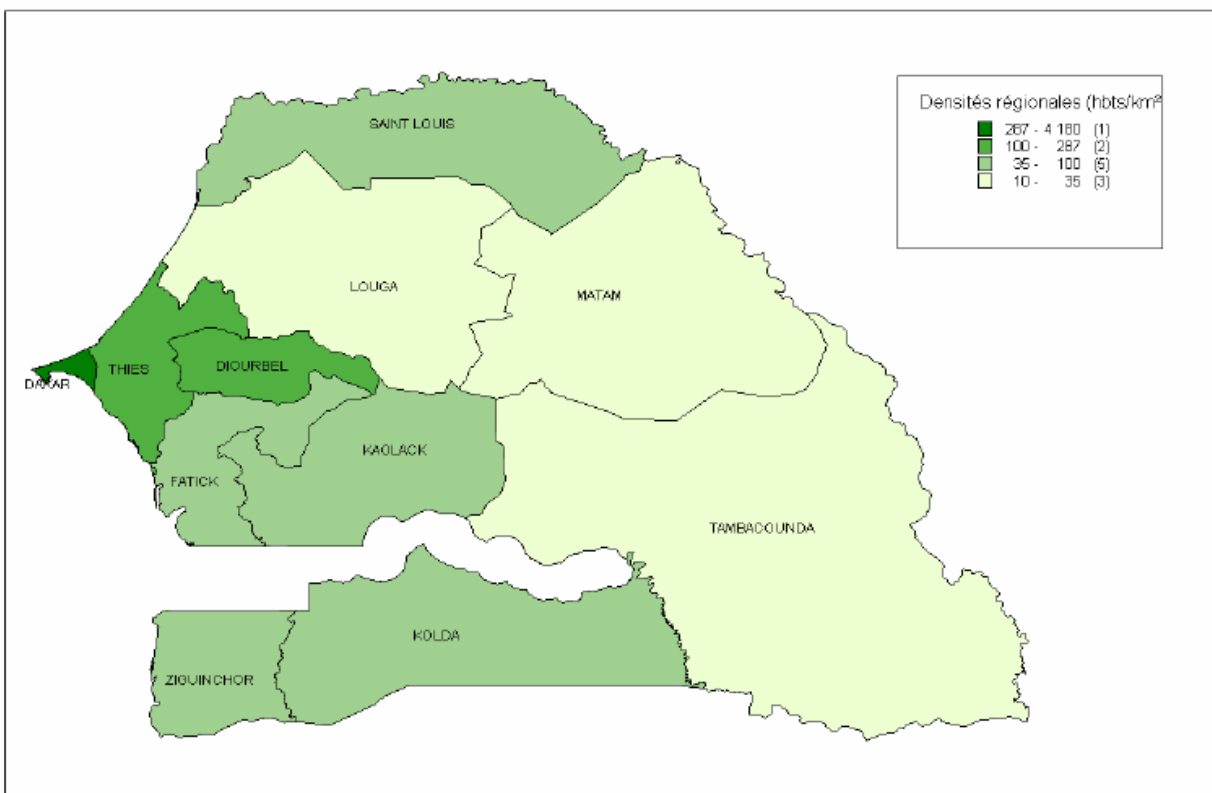 Densités régionales (hbts/km²
287 - 4 180 (1)
100 - 287 (2)
35 - 100 (5)
10 - 35 (3)
SAINT LOUIS
LOUGA
MATAM
DAKAR
THIES
DIOURBEL
KAOLACK
FATICK
TAMBACOUNDA
KOLDA
ZIGUINCHOR